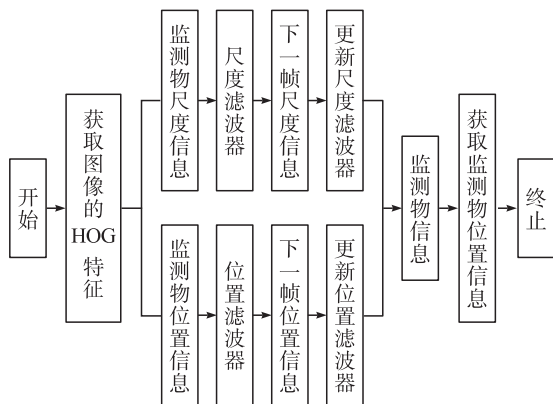 开始
获取图像的HOG特征
监测物尺度信息
尺度滤波器
下一帧尺度信息
更新尺度滤波器
监测物位置信息
位置滤波器
下一帧位置信息
更新位置滤波器
监测物信息
获取监测物位置信息
终止